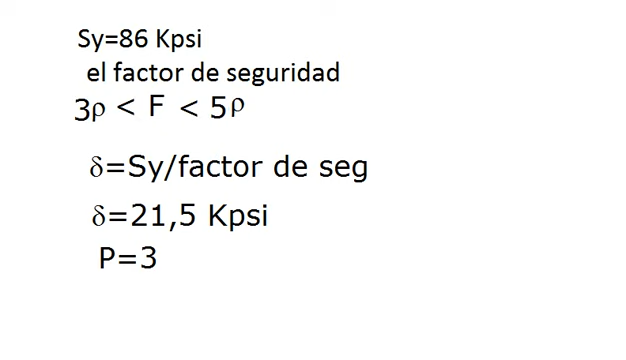 Sy=86 Kpsi
el factor de seguridad
3ρ < F < 5ρ
δ=Sy/factor de seg
δ=21,5 Kpsi
P=3